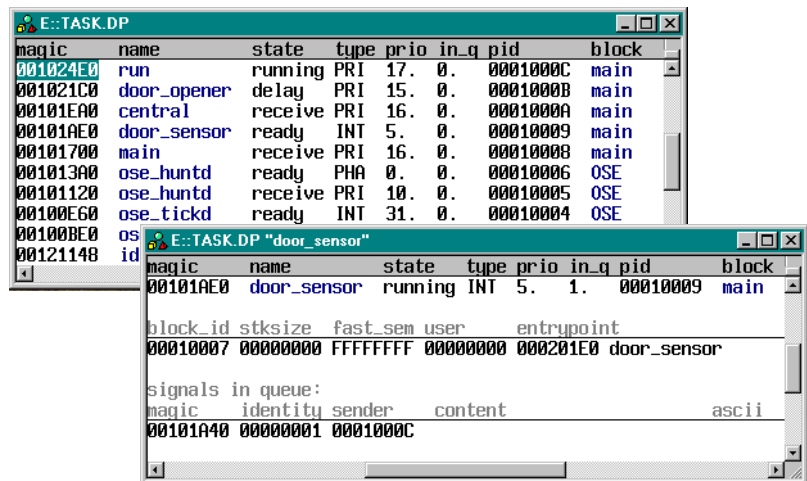 E::TASK.DP
magic name state type prio in_q pid block
001024E0 run running PRI 17. 0. 0001000C main
001021C0 door_opener delay PRI 15. 0. 0001000B main
00101EA0 central receive PRI 16. 0. 0001000A main
00101AE0 door_sensor ready INT 5. 0. 00010009 main
00101700 main receive PRI 16. 0. 00010008 main
001013A0 ose_huntd ready PHA 0. 0. 00010006 OSE
00101120 ose_huntd receive PRI 10. 0. 00010005 OSE
00100E60 ose_tickd ready INT 31. 0. 00010004 OSE
00100BE0 os
00121148 id
E::TASK.DP "door_sensor"
magic name state type prio in_q pid block
00101AE0 door_sensor running INT 5. 1. 00010009 main
block_id stksize fast_sem user entrypoint
00010007 00000000 FFFFFFFF 00000000 000201E0 door_sensor
signals in queue:
magic identity sender content ascii
00101A40 00000001 0001000C